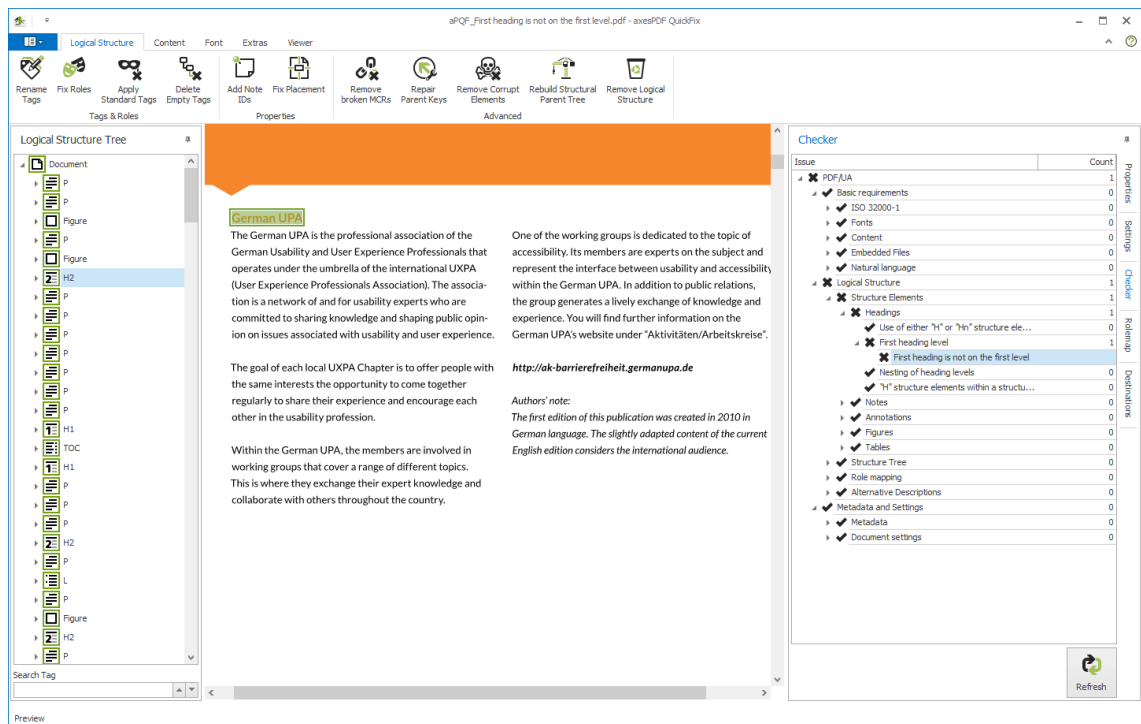 aPQF_First heading is not on the first level.pdf - axesPDF QuickFix
Logical Structure Content Font Extras Viewer
Rename Tags
Fix Roles
Apply Standard Tags
Delete Empty Tags
Tags & Roles
Add Note IDs
Fix Placement
Properties
Remove broken MCRs
Repair Parent Keys
Remove Corrupt Elements
Rebuild Structural Parent Tree
Remove Logical Structure
Advanced
Logical Structure Tree
Document
P
P
Figure
P
Figure
2 H2
P
P
P
P
P
P
P
1 H1
TOC
1 H1
P
P
P
2 H2
P
L
P
Figure
2 H2
P
Search Tag
Preview
German UPA
The German UPA is the professional association of the
German Usability and User Experience Professionals that
operates under the umbrella of the international UXPA
(User Experience Professionals Association). The associa-
tion is a network of and for usability experts who are
committed to sharing knowledge and shaping public opin-
ion on issues associated with usability and user experience.
The goal of each local UXPA Chapter is to offer people with
the same interests the opportunity to come together
regularly to share their experience and encourage each
other in the usability profession.
Within the German UPA, the members are involved in
working groups that cover a range of different topics.
This is where they exchange their expert knowledge and
collaborate with others throughout the country.
One of the working groups is dedicated to the topic of
accessibility. Its members are experts on the subject and
represent the interface between usability and accessibility
within the German UPA. In addition to public relations,
the group generates a lively exchange of knowledge and
experience. You will find further information on the
German UPA's website under “Aktivitäten/Arbeitskreise”.
http://ak-barrierefreiheit.germanupa.de
Authors' note:
The first edition of this publication was created in 2010 in
German language. The slightly adapted content of the current
English edition considers the international audience.
Checker
Issue Count
PDF/UA 1
Basic requirements 0
ISO 32000-1 0
Fonts 0
Content 0
Embedded Files 0
Natural language 0
Logical Structure 1
Structure Elements 1
Headings 1
Use of either "H" or "Hn" structure ele... 0
First heading level 1
First heading is not on the first level
Nesting of heading levels 0
"H" structure elements within a structu... 0
Notes 0
Annotations 0
Figures 0
Tables 0
Structure Tree 0
Role mapping 0
Alternative Descriptions 0
Metadata and Settings 0
Metadata 0
Document settings 0
Refresh
Properties
Settings
Checker
Rolemap
Destinations